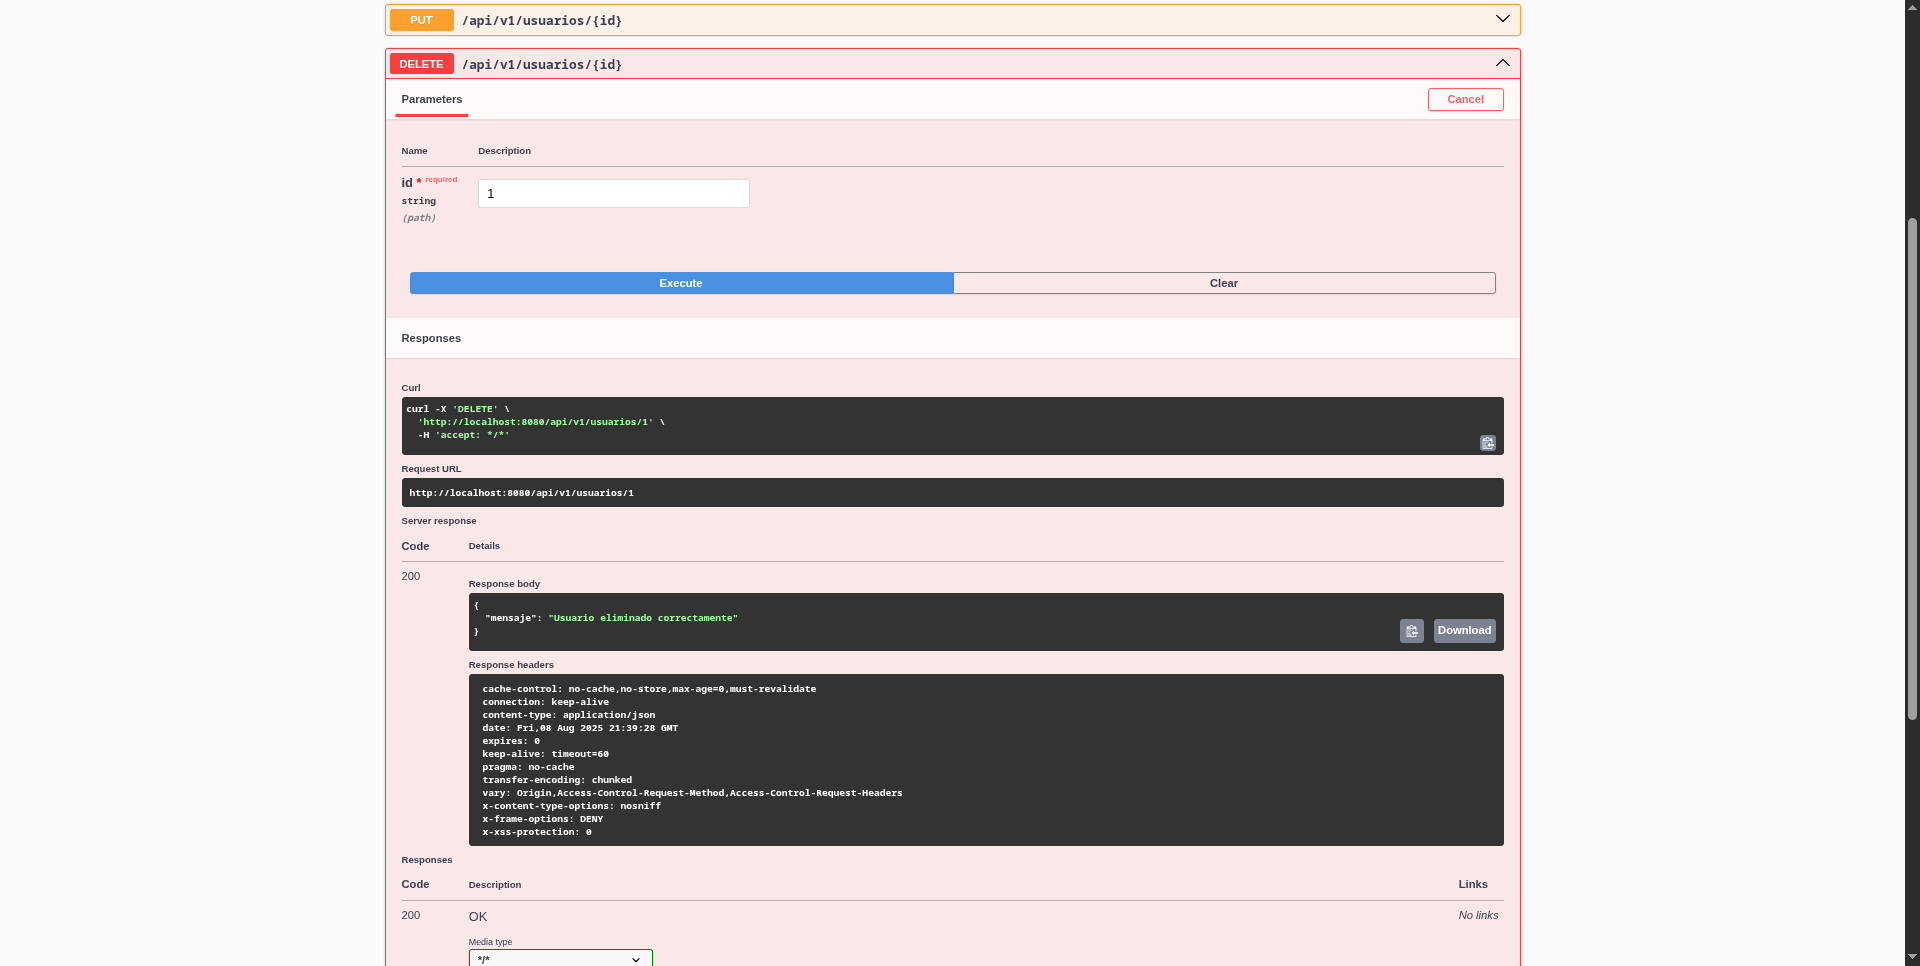 PUT /api/v1/usuarios/{id}
DELETE /api/v1/usuarios/{id}
Parameters
Cancel
Name Description
id * required
string
(path)
1
Execute Clear
Responses
Curl
curl -X 'DELETE' \
'http://localhost:8080/api/v1/usuarios/1' \
-H 'accept: */*'
Request URL
http://localhost:8080/api/v1/usuarios/1
Server response
Code Details
200
Response body
{
"mensaje": "Usuario eliminado correctamente"
}
Download
Response headers
cache-control: no-cache,no-store,max-age=0,must-revalidate
connection: keep-alive
content-type: application/json
date: Fri,08 Aug 2025 21:39:28 GMT
expires: 0
keep-alive: timeout=60
pragma: no-cache
transfer-encoding: chunked
vary: Origin,Access-Control-Request-Method,Access-Control-Request-Headers
x-content-type-options: nosniff
x-frame-options: DENY
x-xss-protection: 0
Responses
Code Description Links
200 OK No links
Media type
*/*